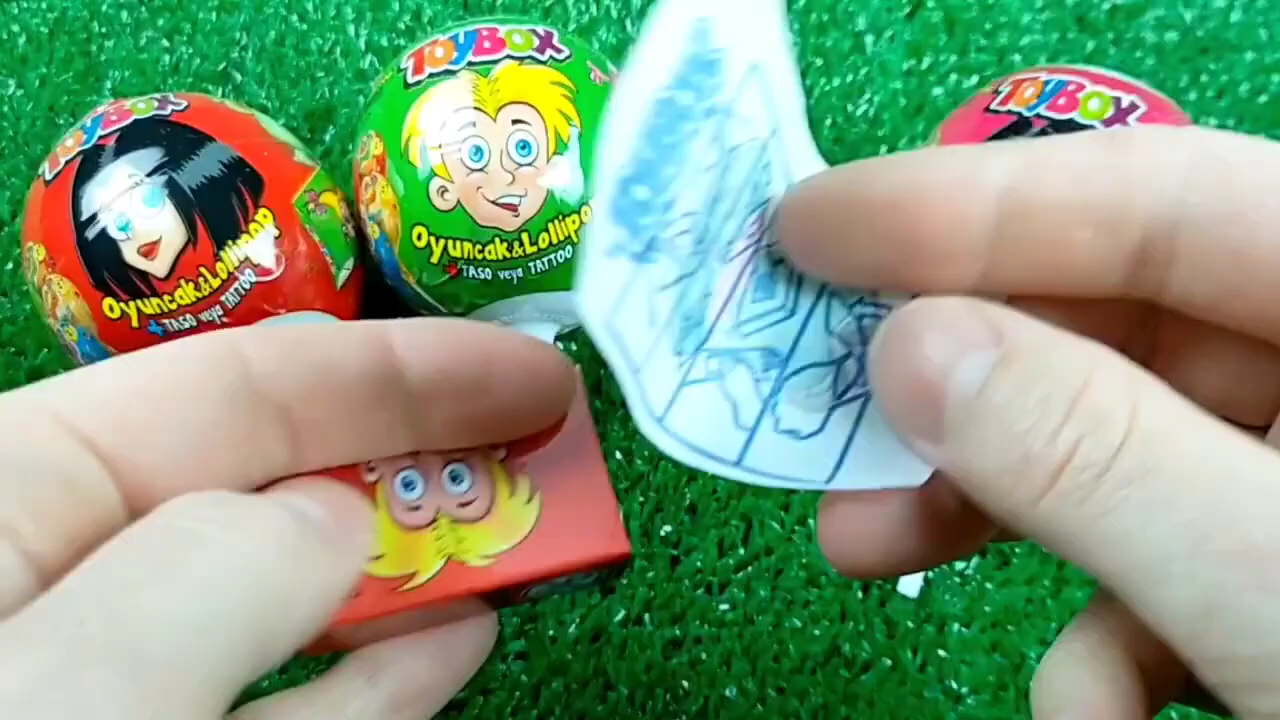 TOYBOX
Oyuncak&Lollipop
+ TASO veya TATTOO
TOYBOX
Oyuncak&Lollipo
+ TASO veya TATTOO
TOYBOX